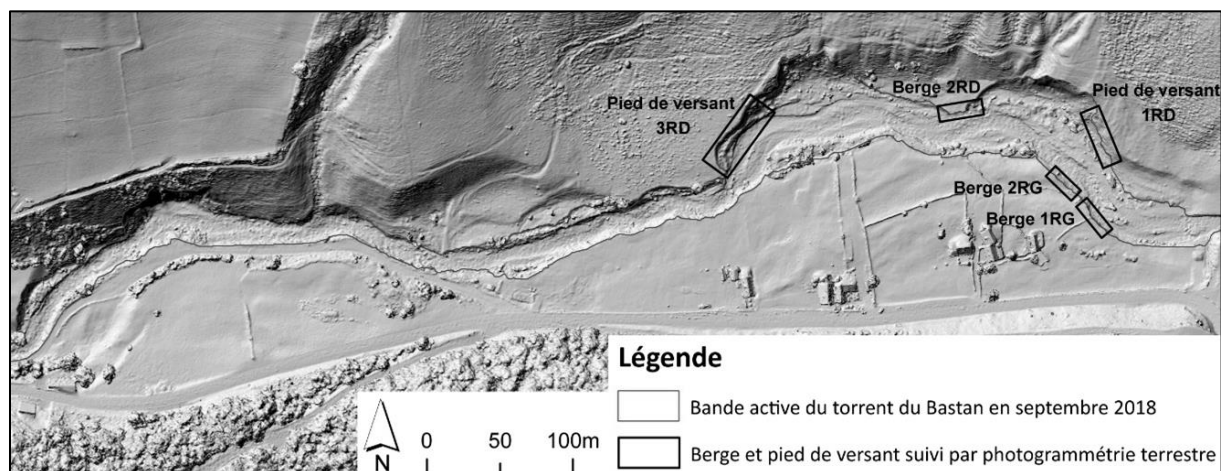 Berge 2RD
Pied de versant
1RD
Pied de versant
3RD
Berge 2RG
Berge 1RG
Légende
Bande active du torrent du Bastan en septembre 2018
Berge et pied de versant suivi par photogrammétrie terrestre
N
0 50 100m